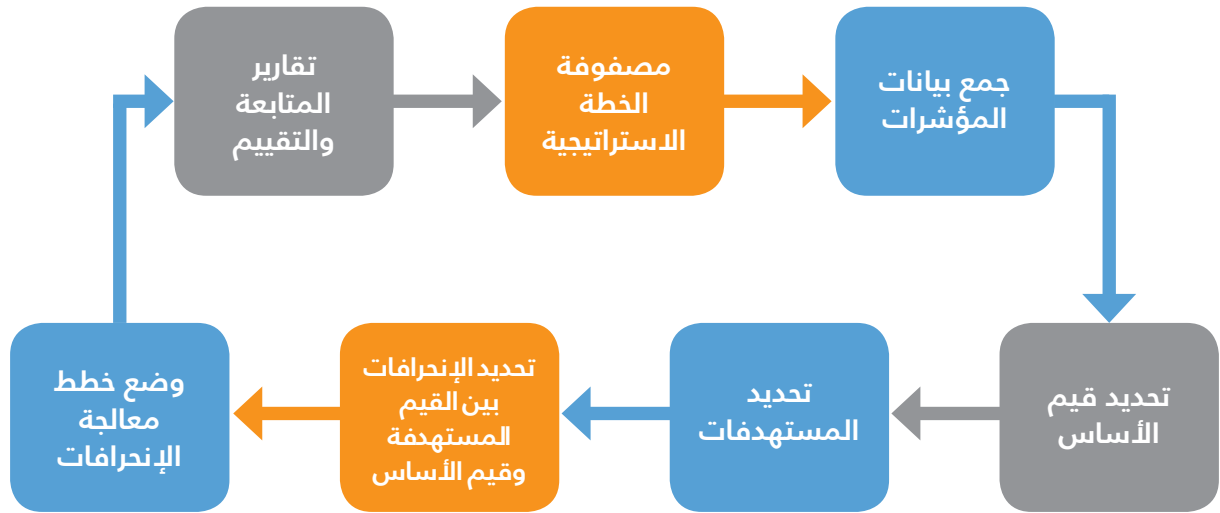 تقارير
المتابعة
والتقييم
مصفوفة
الخطة
الاستراتيجية
جمع بيانات
المؤشرات
تحديد قيم
الأساس
تحديد
المستهدفات
تحديد الإنحرافات
بين القيم
المستهدفة
وقيم الأساس
وضع خطط
معالجة
الإنحرافات